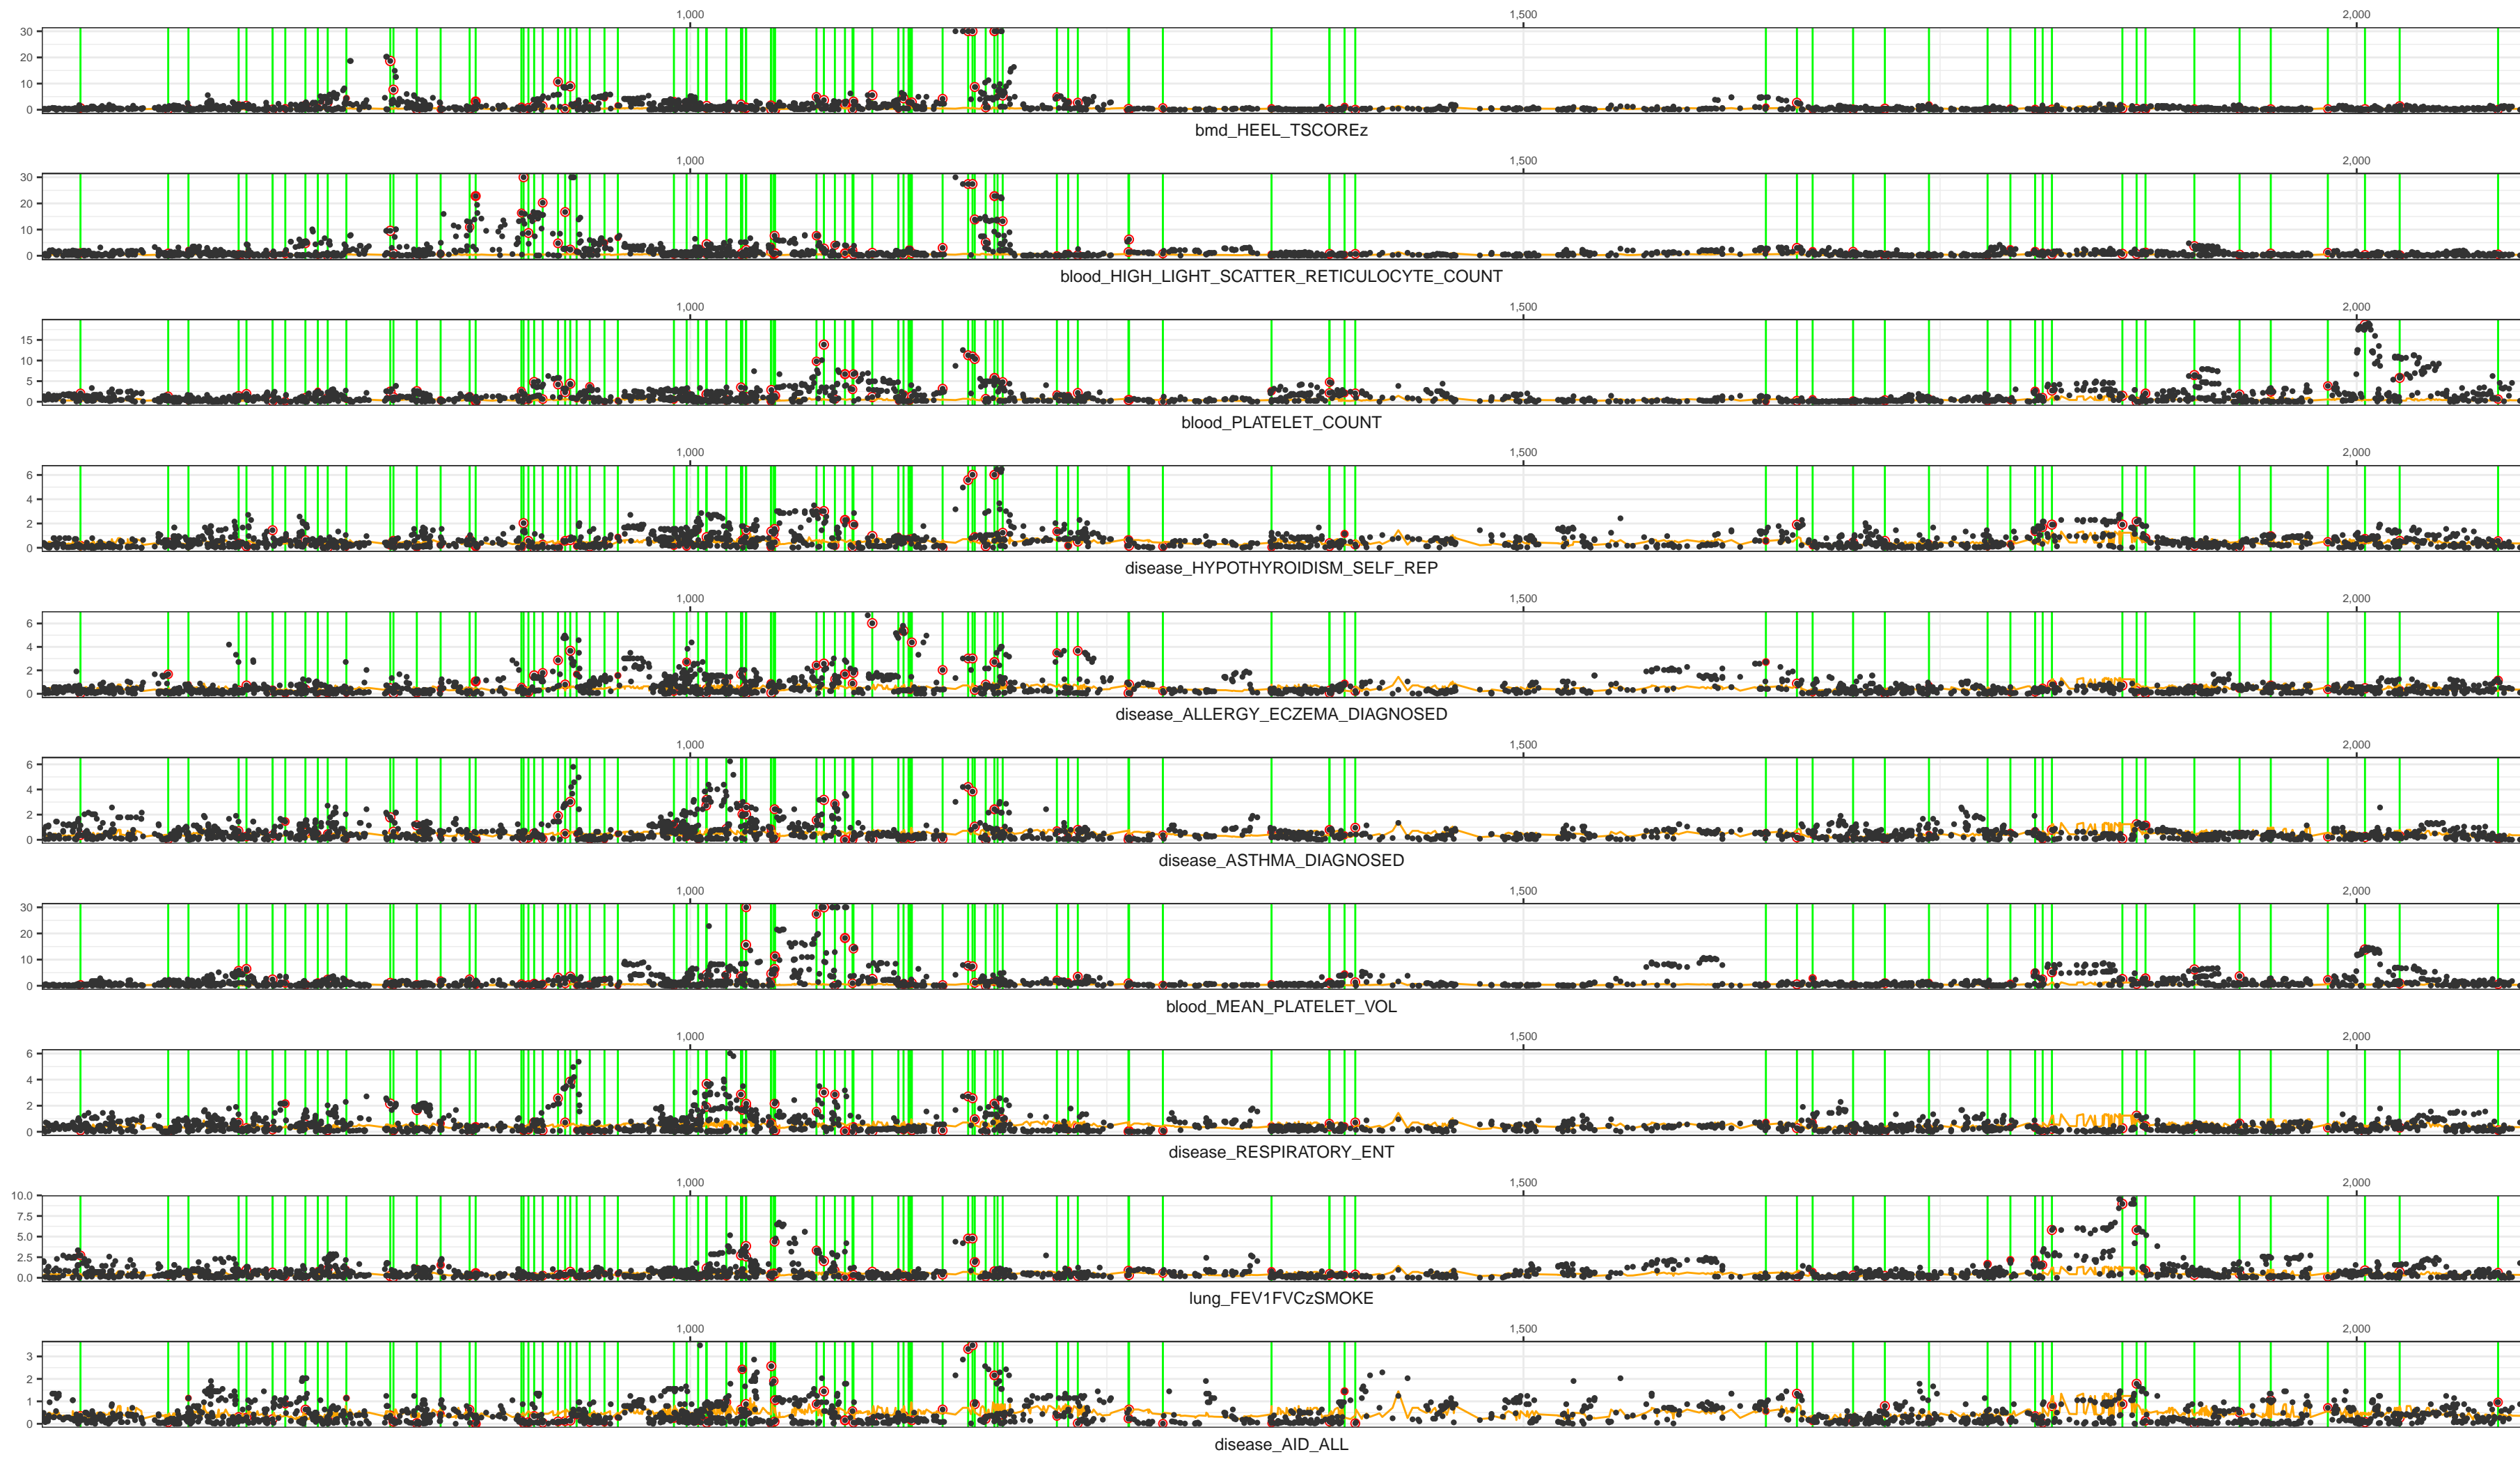 1,000 1,500 2,000
30
20
10
0
bmd_HEEL_TSCOREz
1,000 1,500 2,000
30
20
10
0
blood_HIGH_LIGHT_SCATTER_RETICULOCYTE_COUNT
1,000 1,500 2,000
15
10
5
0
blood_PLATELET_COUNT
1,000 1,500 2,000
6
4
2
0
disease_HYPOTHYROIDISM_SELF_REP
1,000 1,500 2,000
6
4
2
0
disease_ALLERGY_ECZEMA_DIAGNOSED
1,000 1,500 2,000
6
4
2
0
disease_ASTHMA_DIAGNOSED
1,000 1,500 2,000
30
20
10
0
blood_MEAN_PLATELET_VOL
1,000 1,500 2,000
6
4
2
0
disease_RESPIRATORY_ENT
1,000 1,500 2,000
10.0
7.5
5.0
2.5
0.0
lung_FEV1FVCzSMOKE
1,000 1,500 2,000
3
2
1
0
disease_AID_ALL